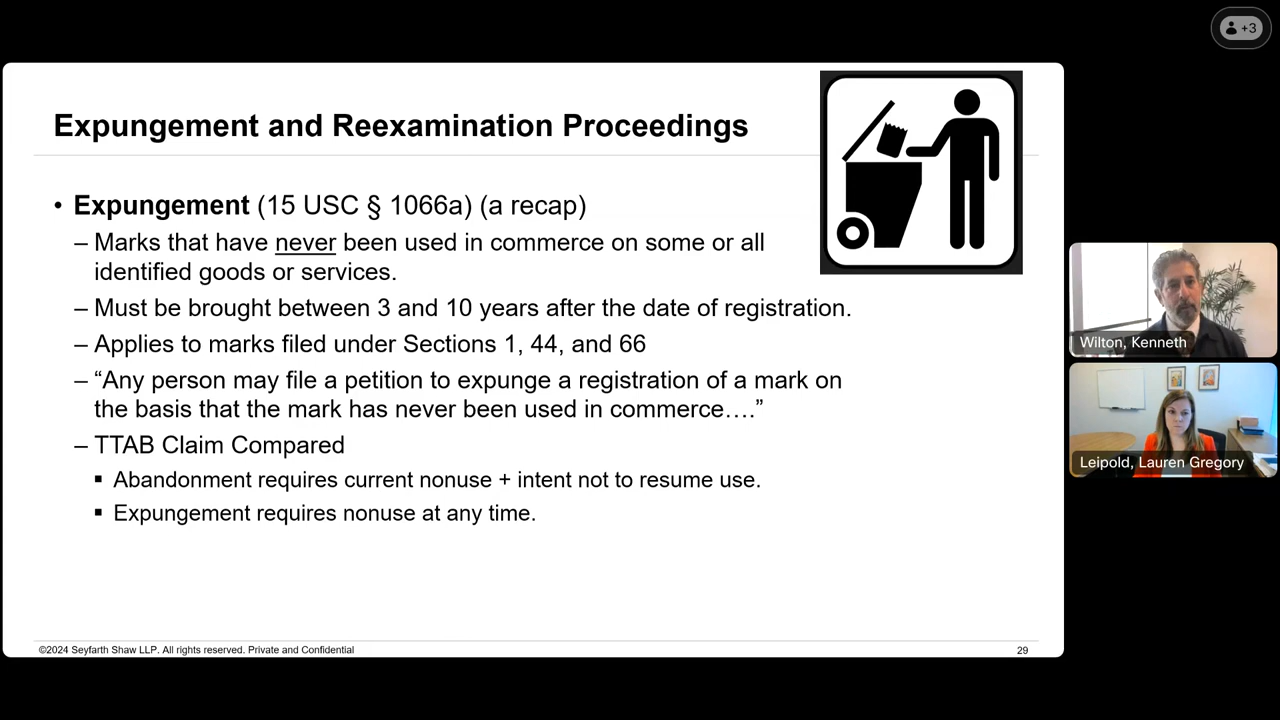 +3
Expungement and Reexamination Proceedings
• Expungement (15 USC § 1066a) (a recap)
– Marks that have never been used in commerce on some or all
identified goods or services.
– Must be brought between 3 and 10 years after the date of registration.
– Applies to marks filed under Sections 1, 44, and 66
– “Any person may file a petition to expunge a registration of a mark on
the basis that the mark has never been used in commerce….”
– TTAB Claim Compared
▪ Abandonment requires current nonuse + intent not to resume use.
▪ Expungement requires nonuse at any time.
©2024 Seyfarth Shaw LLP. All rights reserved. Private and Confidential
29
Wilton, Kenneth
Leipold, Lauren Gregory